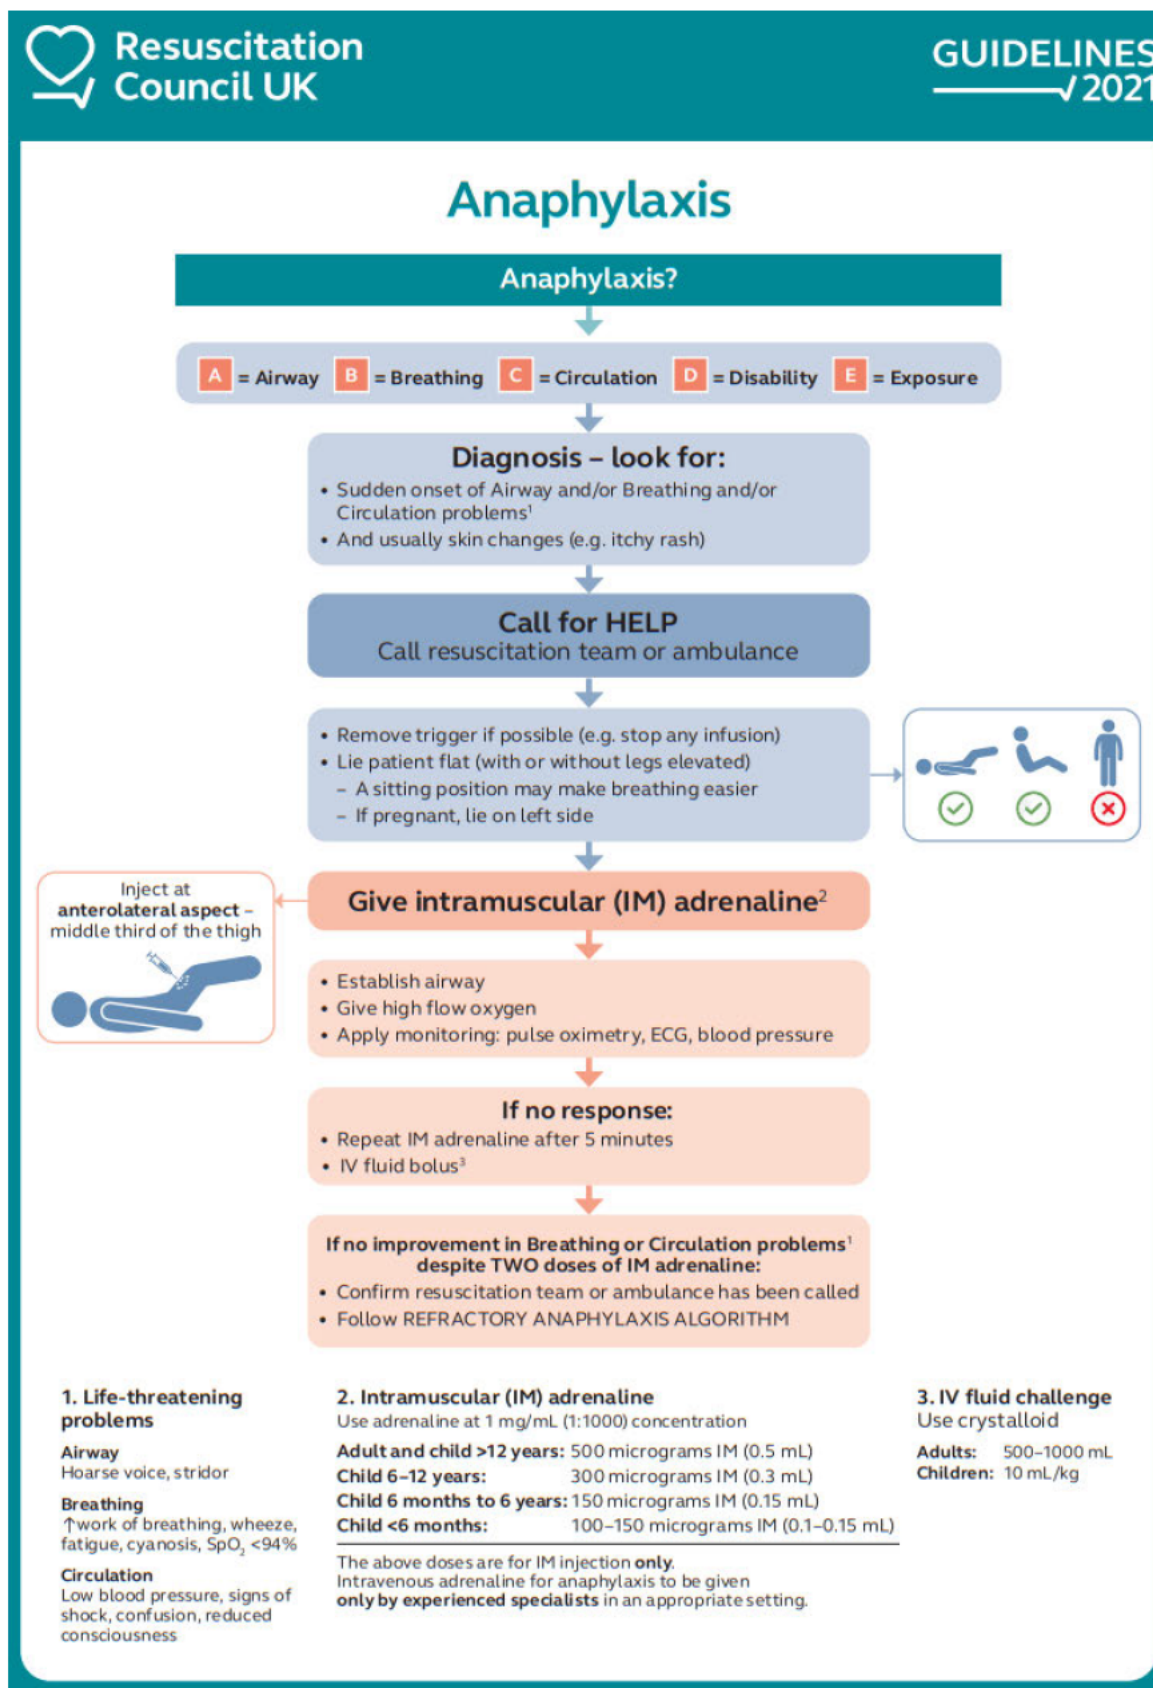 Resuscitation
Council UK
GUIDELINES
2021
Anaphylaxis
Anaphylaxis?
A = Airway B = Breathing C = Circulation D = Disability E = Exposure
Diagnosis – look for:
• Sudden onset of Airway and/or Breathing and/or
Circulation problems¹
• And usually skin changes (e.g. itchy rash)
Call for HELP
Call resuscitation team or ambulance
• Remove trigger if possible (e.g. stop any infusion)
• Lie patient flat (with or without legs elevated)
– A sitting position may make breathing easier
– If pregnant, lie on left side
Inject at
anterolateral aspect –
middle third of the thigh
Give intramuscular (IM) adrenaline²
• Establish airway
• Give high flow oxygen
• Apply monitoring: pulse oximetry, ECG, blood pressure
If no response:
• Repeat IM adrenaline after 5 minutes
• IV fluid bolus³
If no improvement in Breathing or Circulation problems¹
despite TWO doses of IM adrenaline:
• Confirm resuscitation team or ambulance has been called
• Follow REFRACTORY ANAPHYLAXIS ALGORITHM
1. Life-threatening
problems
Airway
Hoarse voice, stridor
Breathing
↑work of breathing, wheeze,
fatigue, cyanosis, SpO₂ <94%
Circulation
Low blood pressure, signs of
shock, confusion, reduced
consciousness
2. Intramuscular (IM) adrenaline
Use adrenaline at 1 mg/mL (1:1000) concentration
Adult and child >12 years: 500 micrograms IM (0.5 mL)
Child 6–12 years: 300 micrograms IM (0.3 mL)
Child 6 months to 6 years: 150 micrograms IM (0.15 mL)
Child <6 months: 100–150 micrograms IM (0.1–0.15 mL)
The above doses are for IM injection only.
Intravenous adrenaline for anaphylaxis to be given
only by experienced specialists in an appropriate setting.
3. IV fluid challenge
Use crystalloid
Adults: 500–1000 mL
Children: 10 mL/kg